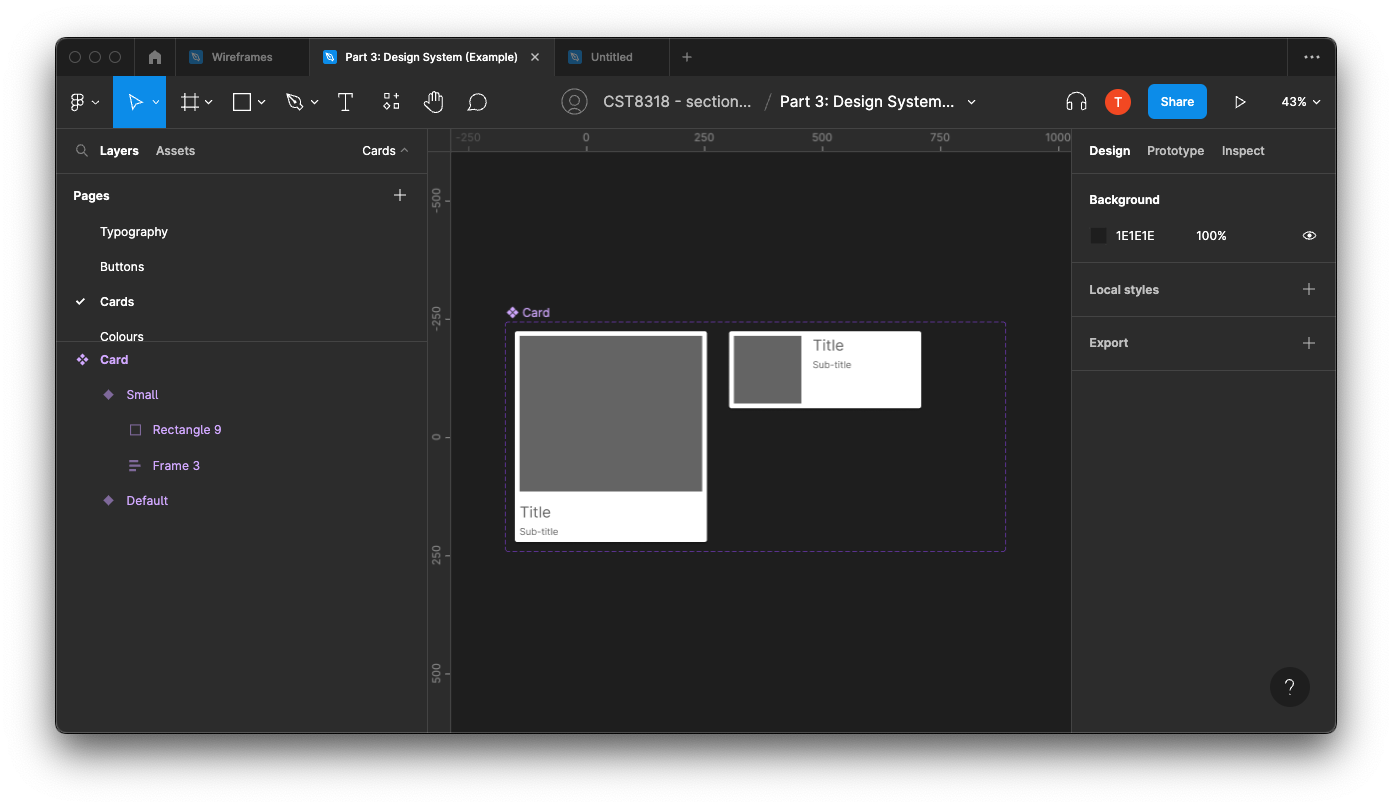 Wireframes
Part 3: Design System (Example)
Untitled
CST8318 - section... / Part 3: Design System...
T
Share
43%
Layers
Assets
Cards
-250 0 250 500 750 1000
Design
Prototype
Inspect
Pages
Typography
Buttons
Cards
Colours
Card
Small
Rectangle 9
Frame 3
Default
-500
-250
0
250
500
Card
Title
Sub-title
Title
Sub-title
Background
1E1E1E 100%
Local styles
Export
?